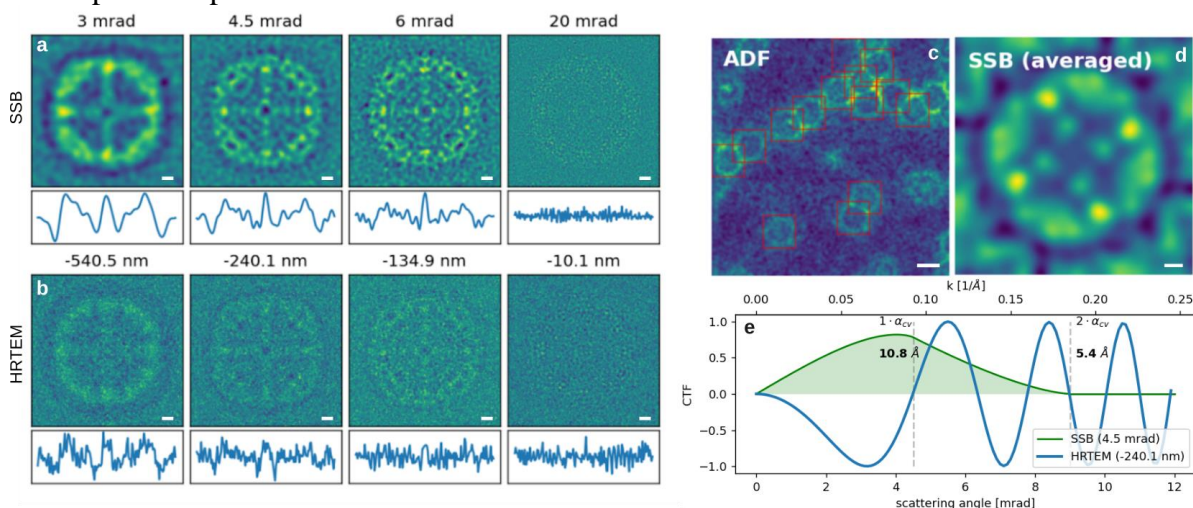 3 mrad 4.5 mrad 6 mrad 20 mrad
a
SSB
-540.5 nm -240.1 nm -134.9 nm -10.1 nm
b
HRTEM
ADF c
SSB (averaged) d
k [1/Å]
0.00 0.05 0.10 0.15 0.20 0.25
e
1 · α_cv 2 · α_cv
10.8 Å 5.4 Å
CTF
1.0
0.5
0.0
−0.5
−1.0
SSB (4.5 mrad)
HRTEM (-240.1 nm)
0 2 4 6 8 10 12
scattering angle [mrad]